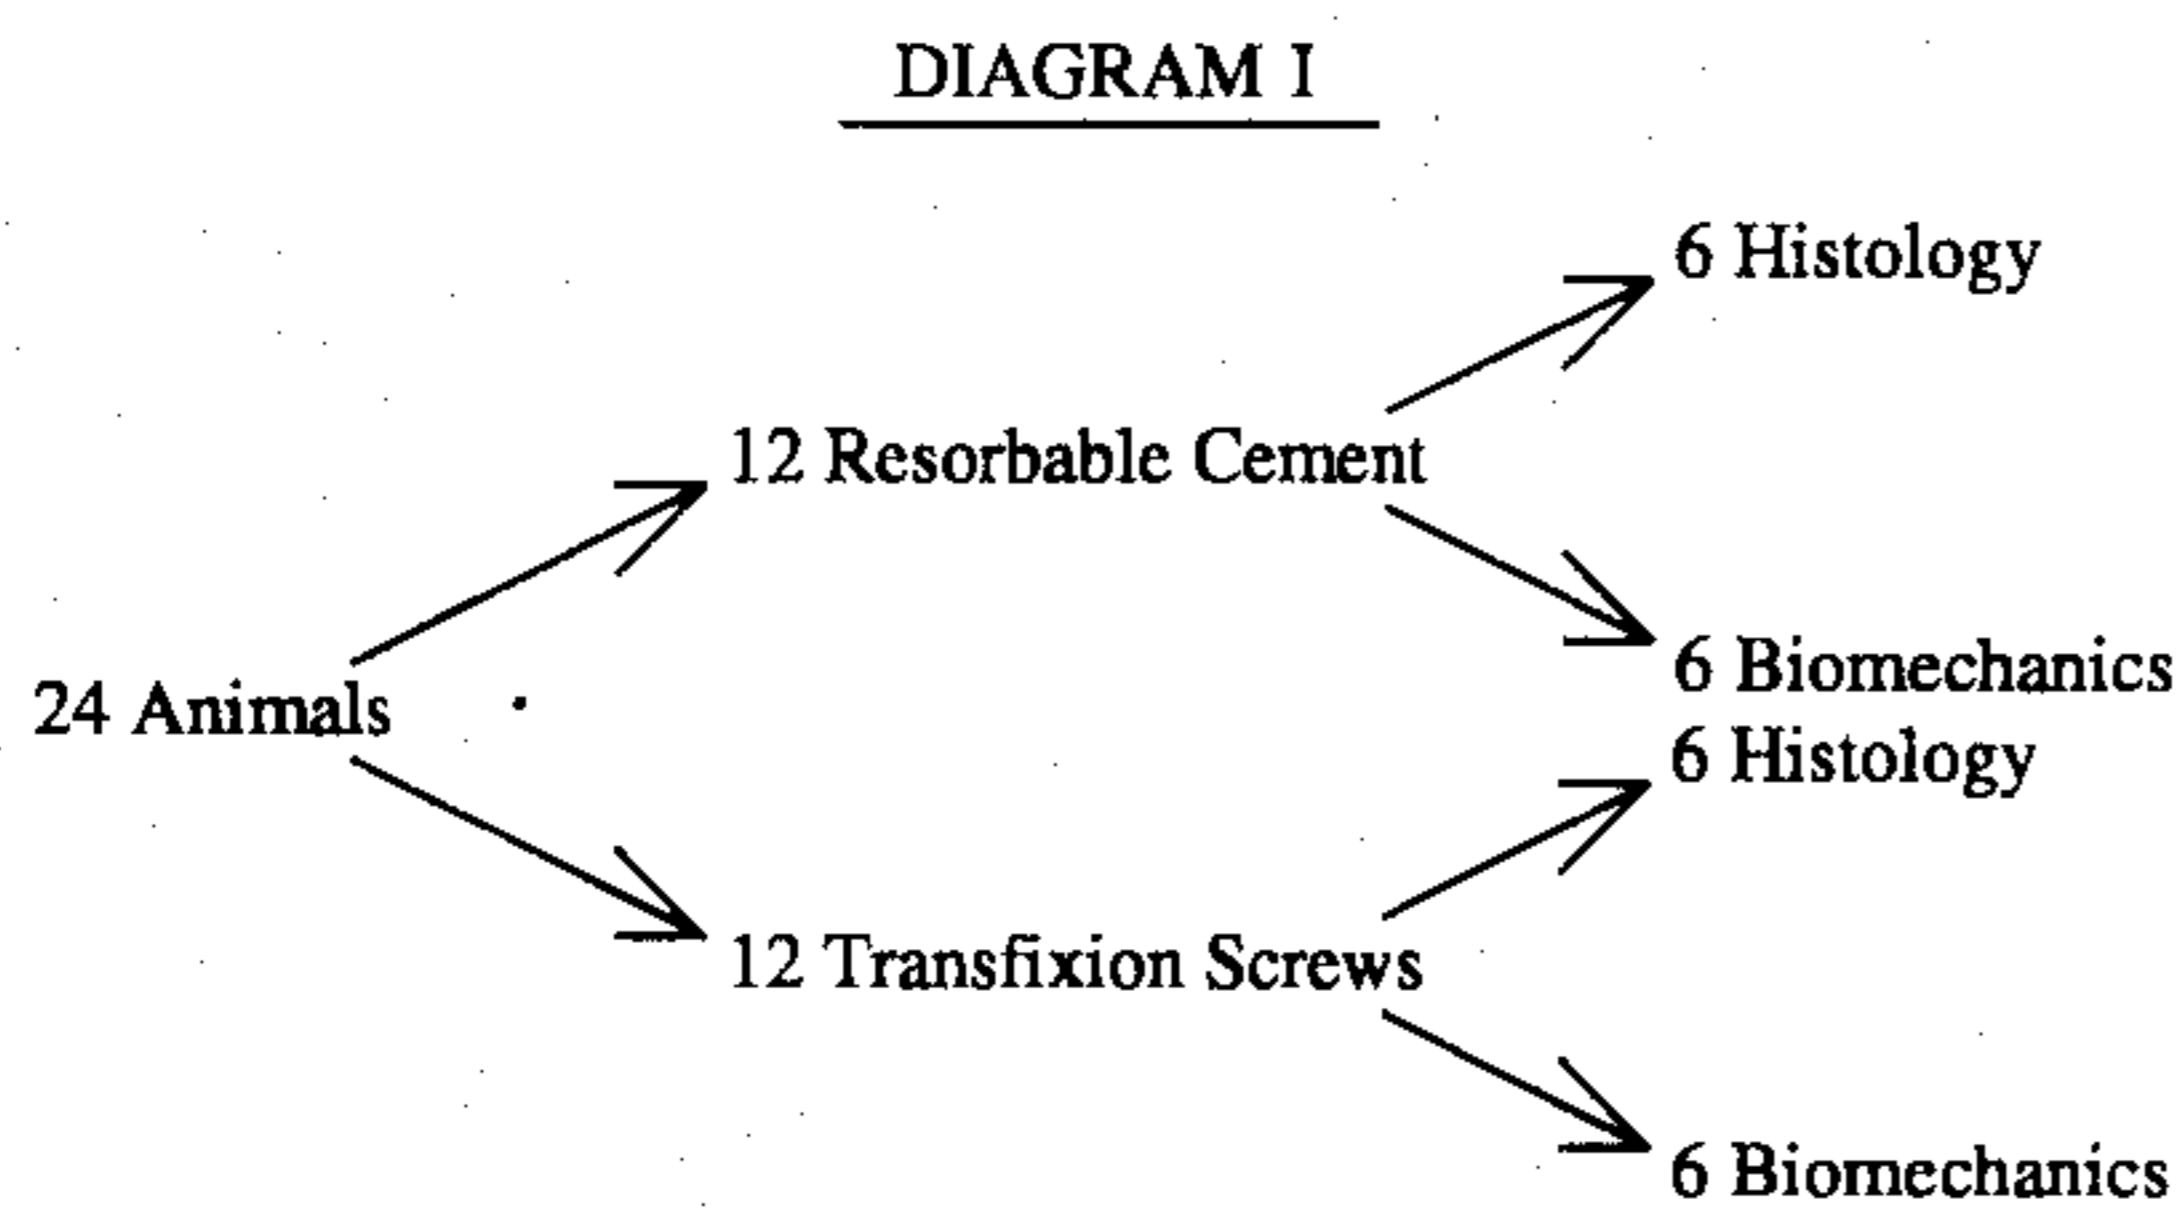 DIAGRAM I
6 Histology
12 Resorbable Cement
6 Biomechanics
24 Animals
6 Histology
12 Transfixion Screws
6 Biomechanics